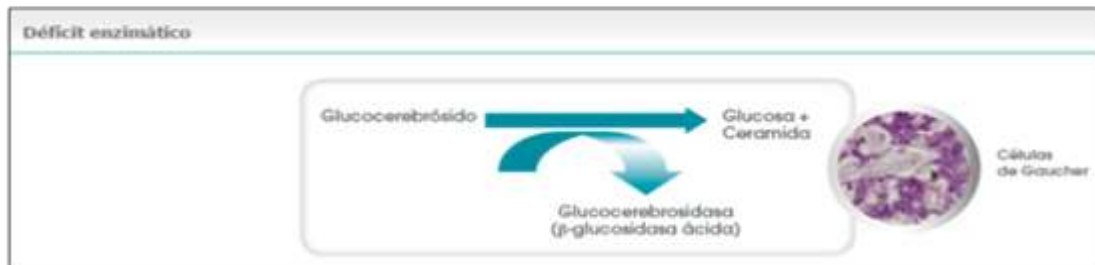 Déficit enzimático
Glucocerebrósido
Glucosa +
Ceramida
Glucocerebrosidasa
(β-glucosidasa ácida)
Células
de Gaucher